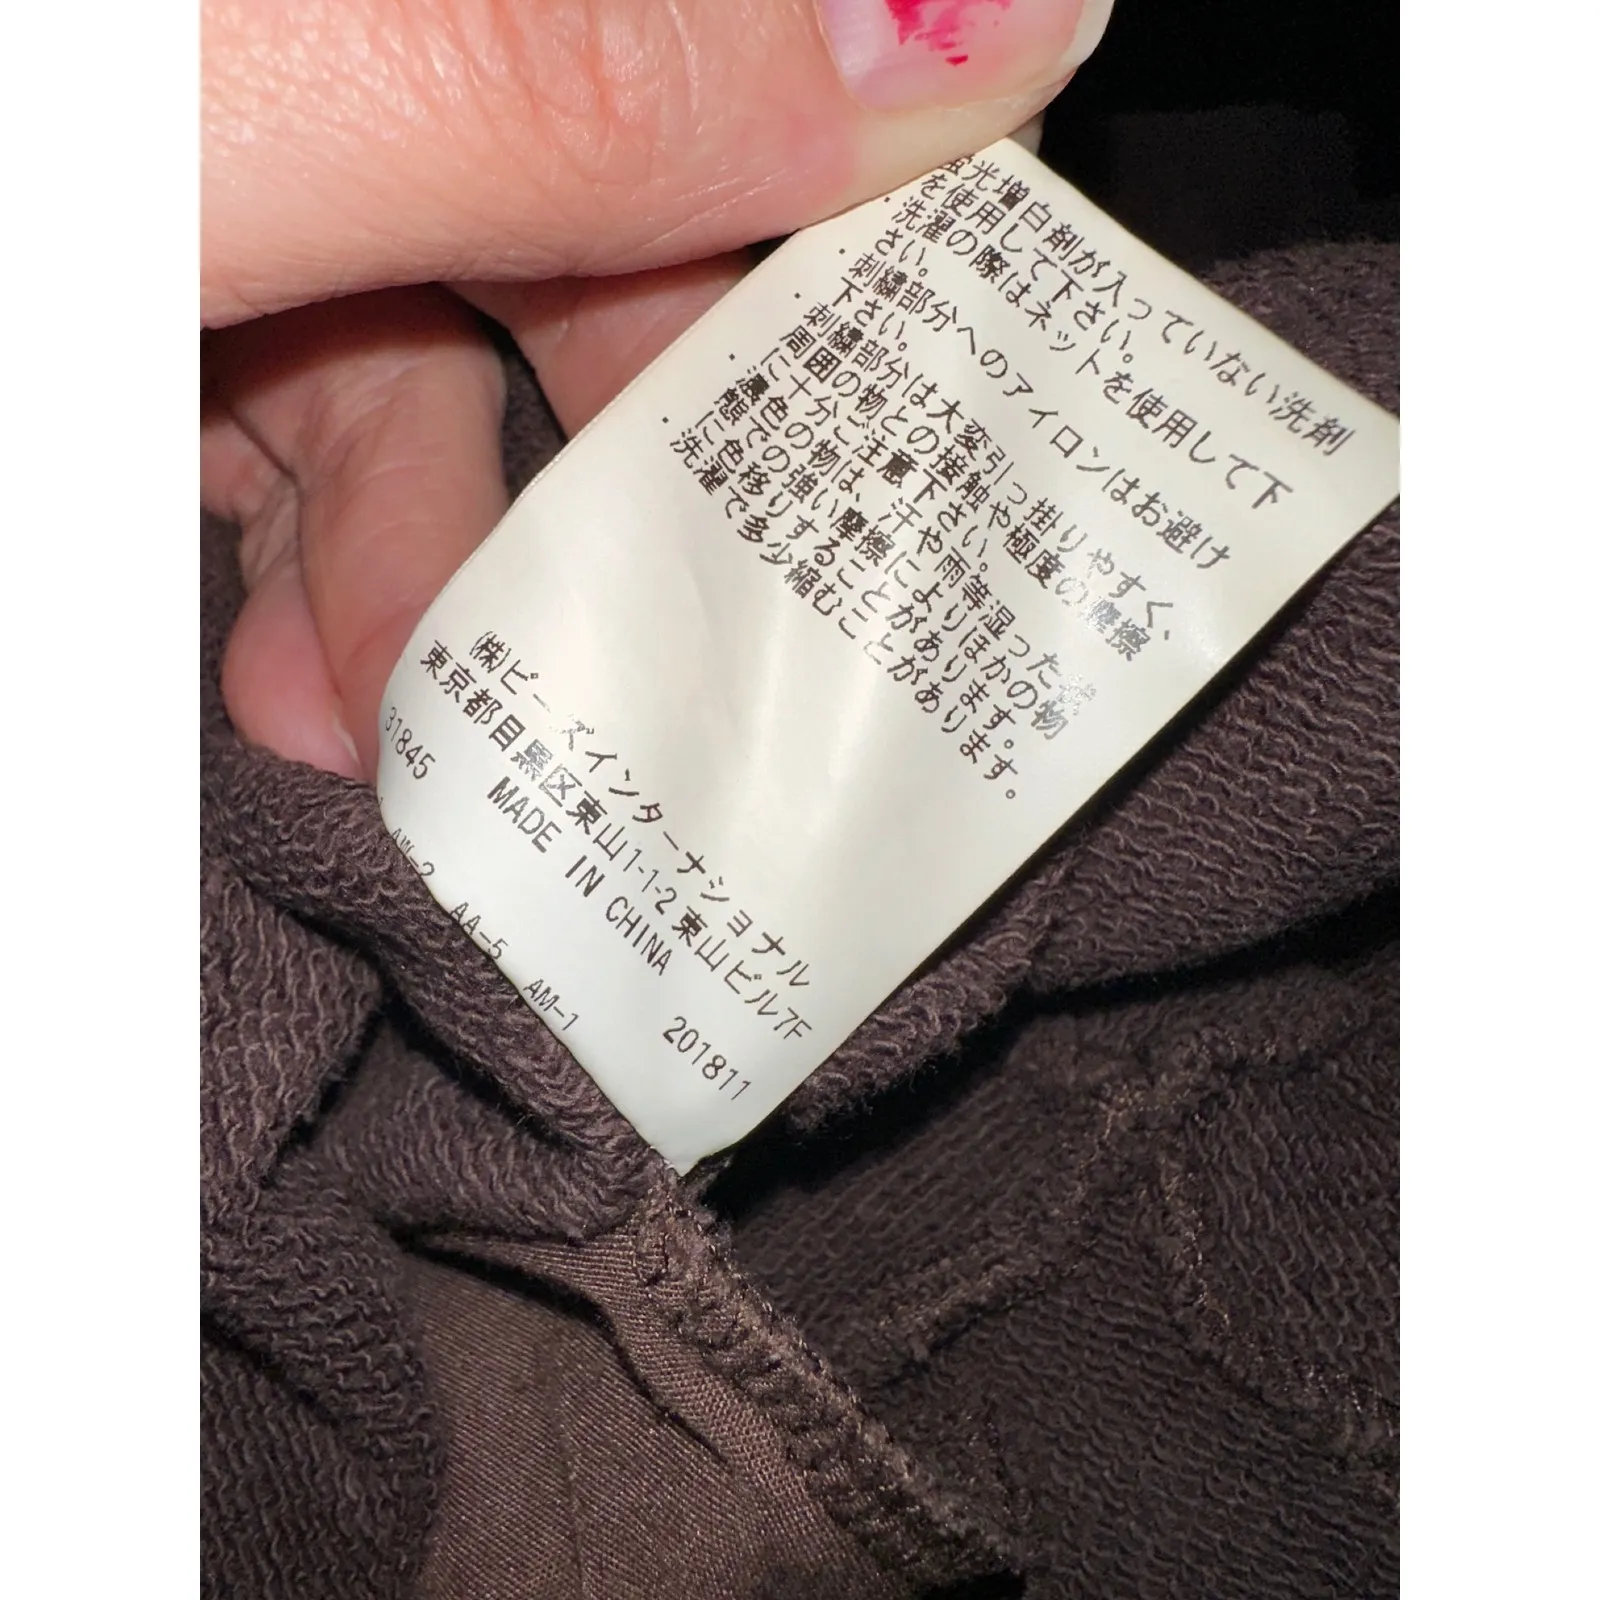 光増白剤が入っていない洗剤
を使用して下さい。
・洗濯の際はネットを使用して下
さい。
・刺繍部分へのアイロンはお避け
下さい。
・刺繍部分は大変引っ掛りやすく、
周囲の物との接触や極度の摩擦
に十分ご注意下さい。
・濃色の物は、汗や雨等湿った状
態での強い摩擦によりほかの物
に色移りすることがあります。
・洗濯で多少縮むことがあります。
(株)ビーズインターナショナル
東京都目黒区東山1-1-2 東山ビル7F
31845 MADE IN CHINA
AW-2 AA-5 AM-1 201811